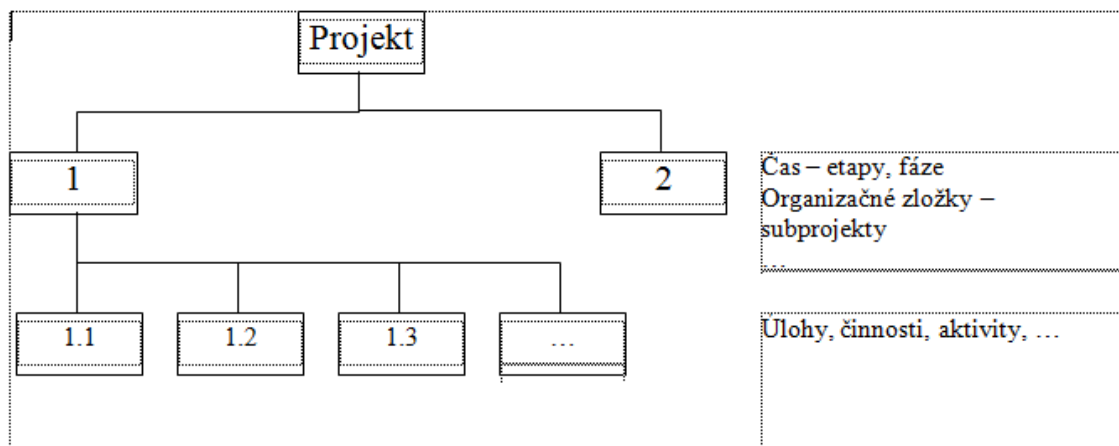 Projekt
1
2
Čas – etapy, fáze
Organizačné zložky –
subprojekty
…
1.1
1.2
1.3
…
Úlohy, činnosti, aktivity, …